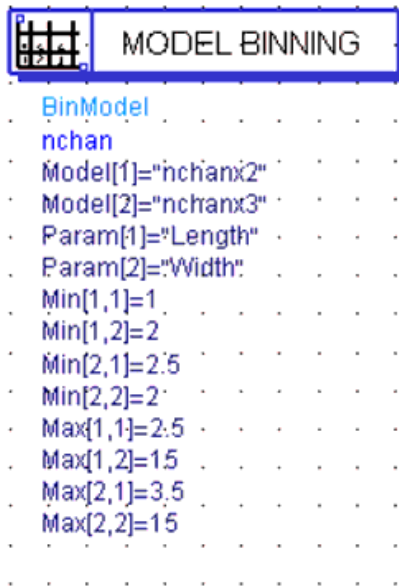 MODEL BINNING
BinModel
nchan
Model[1]="nchanx2"
Model[2]="nchanx3"
Param[1]="Length"
Param[2]="Width"
Min[1,1]=1
Min[1,2]=2
Min[2,1]=2.5
Min[2,2]=2
Max[1,1]=2.5
Max[1,2]=15
Max[2,1]=3.5
Max[2,2]=15